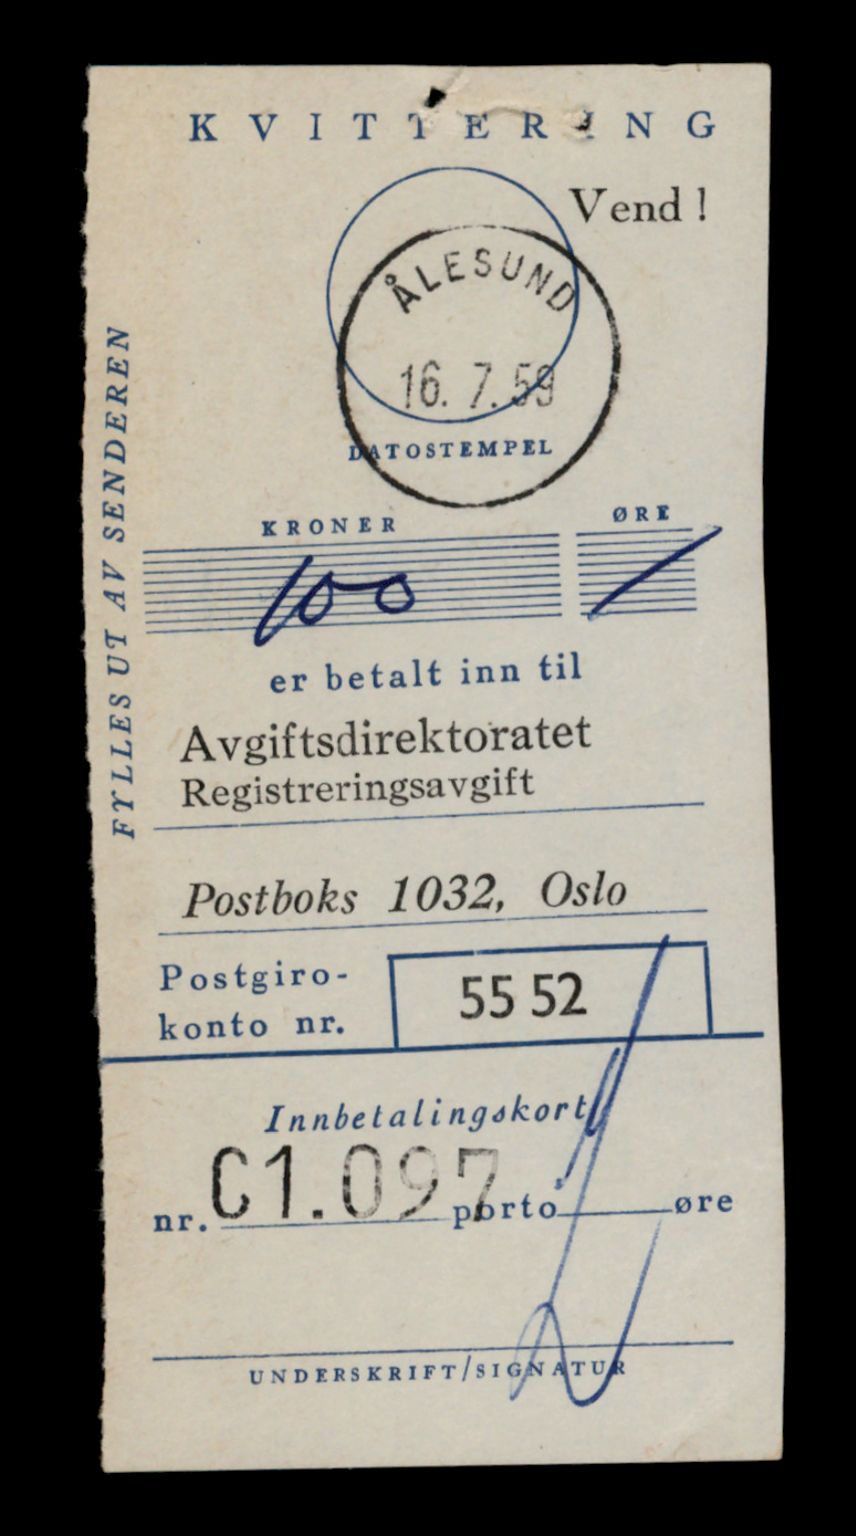 KVITTERING
Vend !
ÅLESUND
16. 7. 59
DATOSTEMPEL
FYLLES UT AV SENDEREN
KRONER ØRE
100 /
er betalt inn til
Avgiftsdirektoratet
Registreringsavgift
Postboks 1032, Oslo
Postgiro-
konto nr. 55 52
Innbetalingskort
nr. C1.097 porto øre
UNDERSKRIFT/SIGNATUR